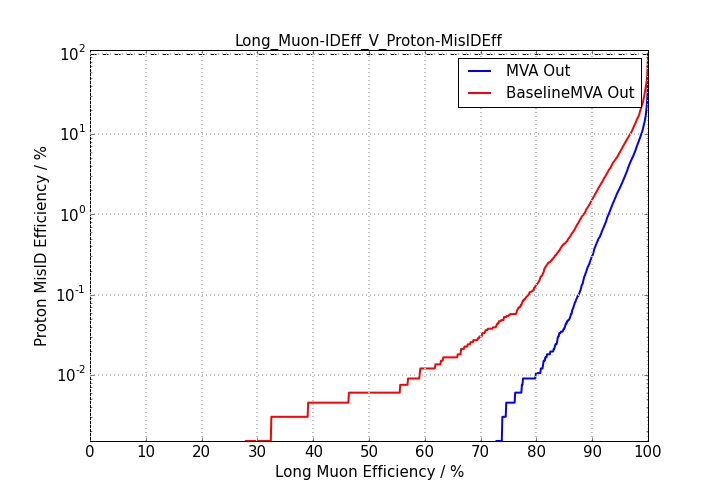 Long_Muon-IDEff_V_Proton-MisIDEff
MVA Out
BaselineMVA Out
Proton MisID Efficiency / %
10²
10¹
10⁰
10⁻¹
10⁻²
0 10 20 30 40 50 60 70 80 90 100
Long Muon Efficiency / %